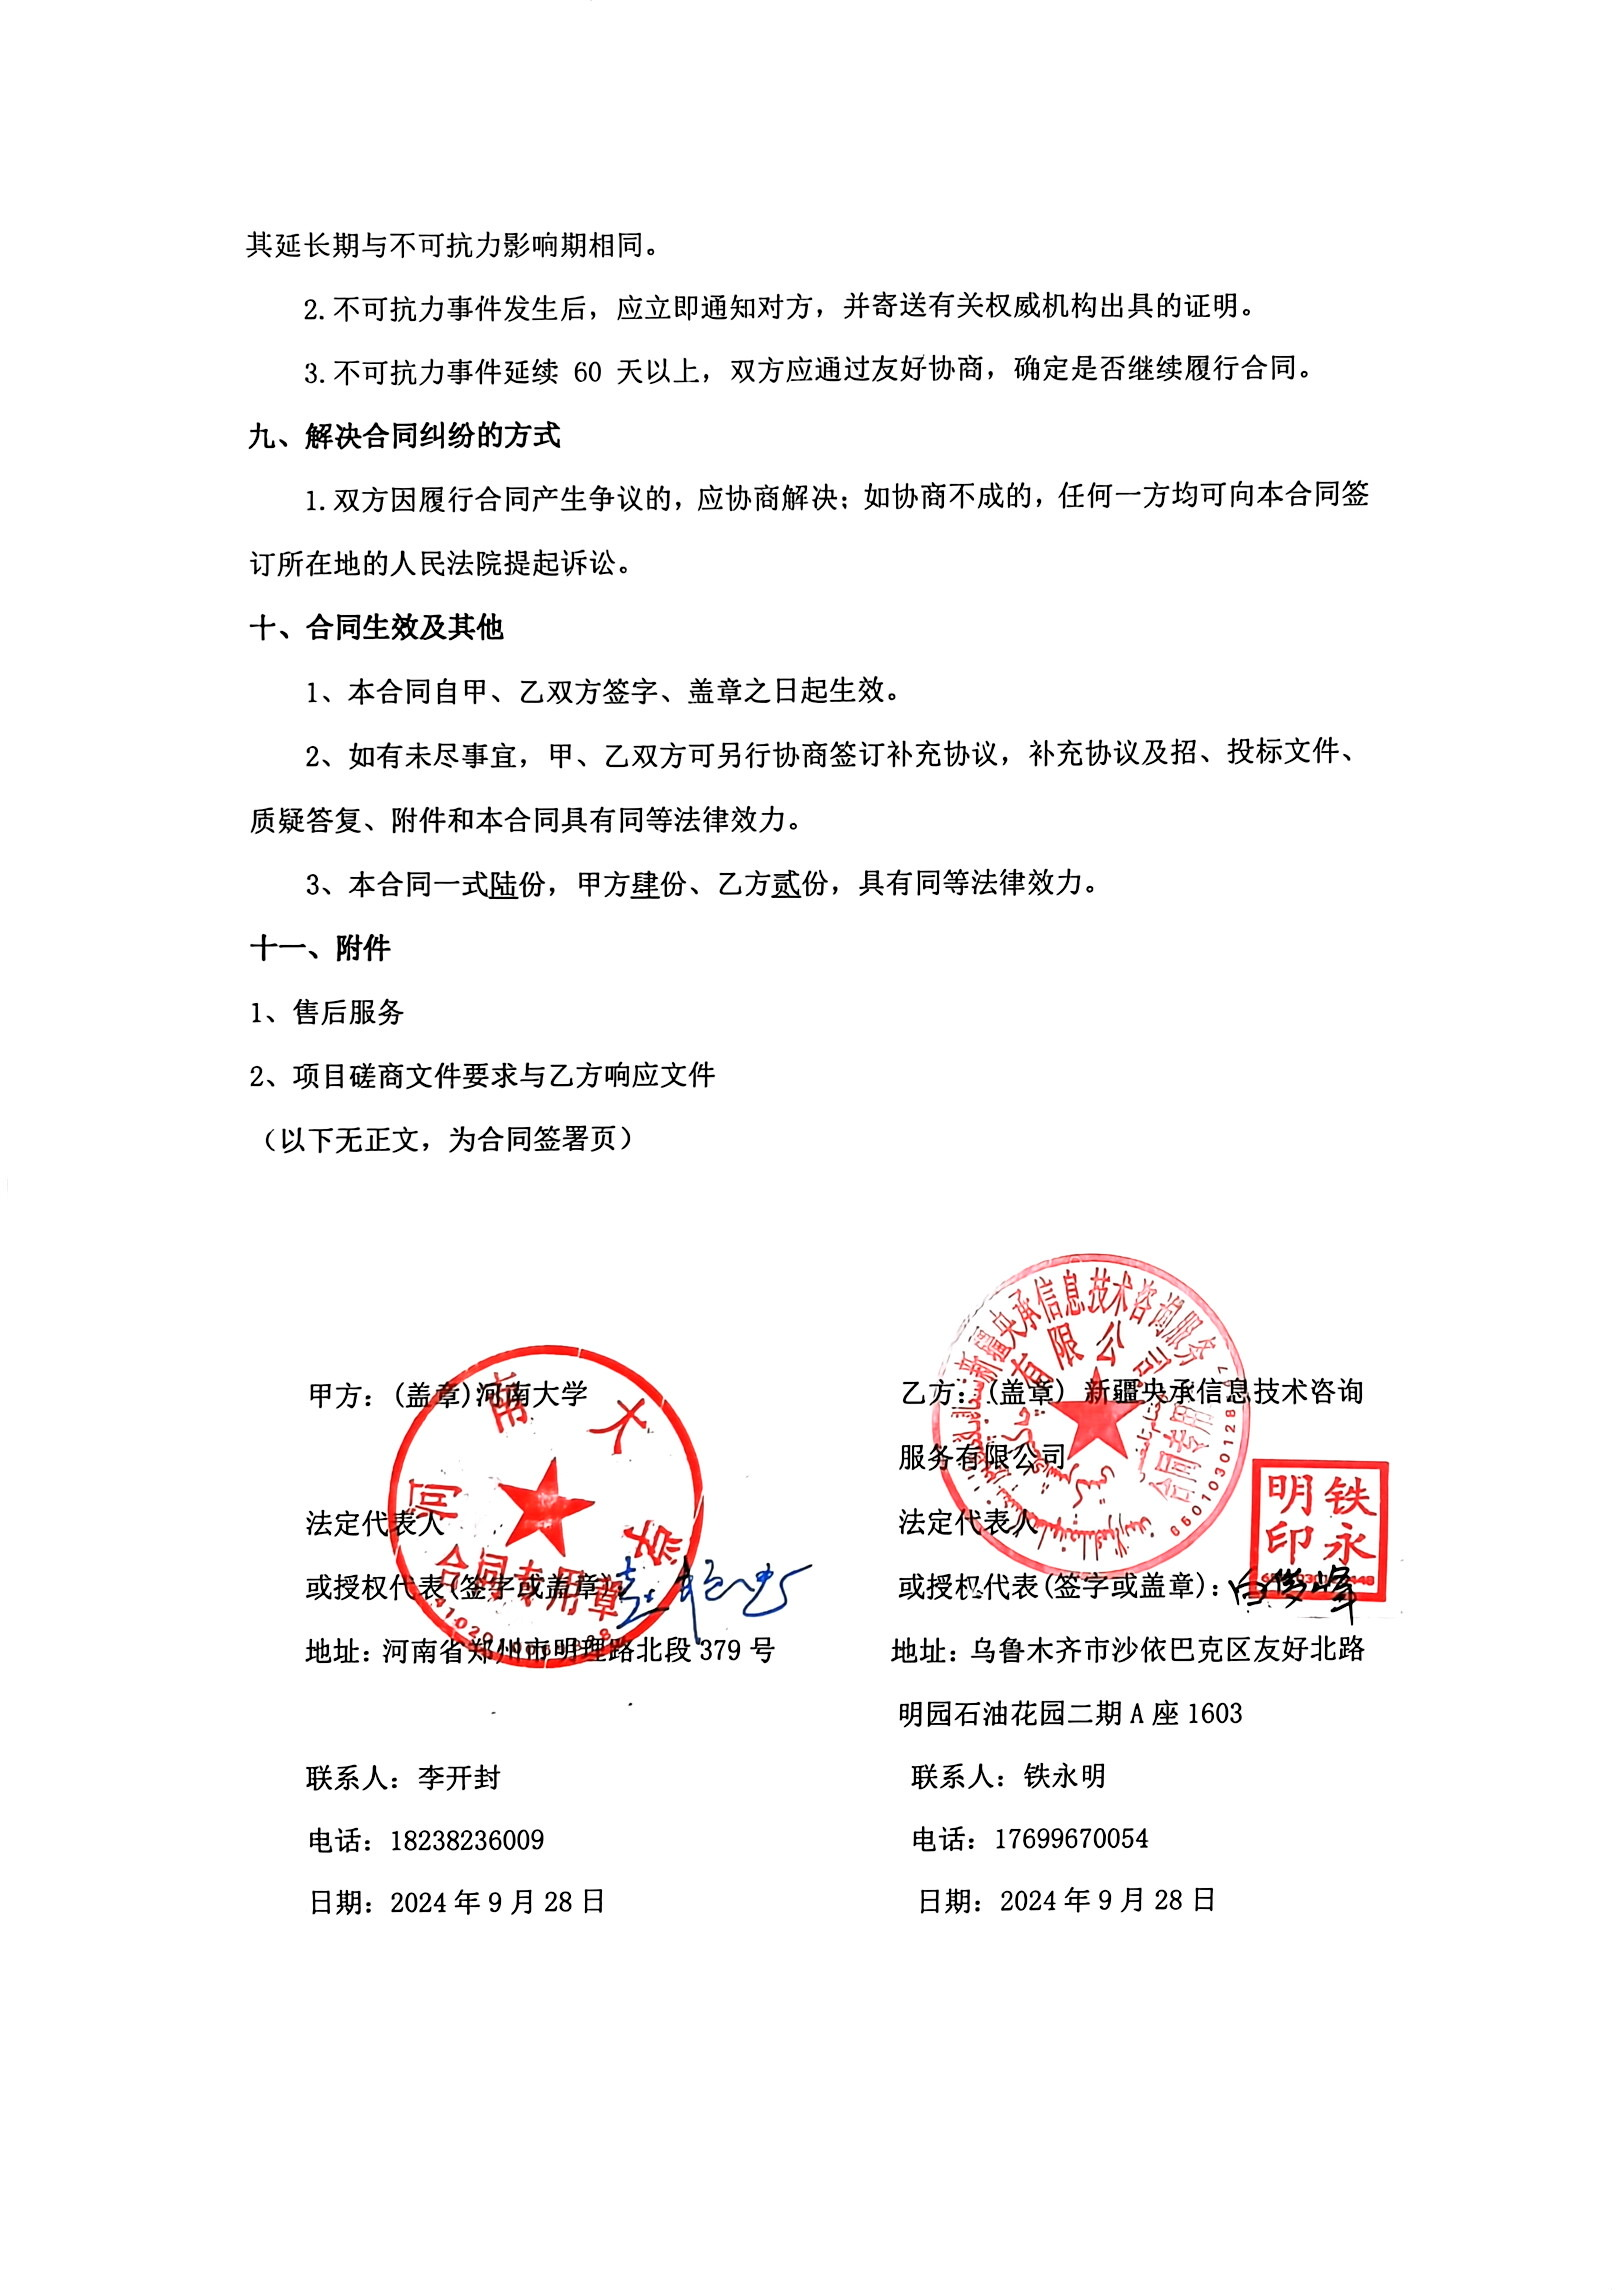 其延长期与不可抗力影响期相同。
2.不可抗力事件发生后，应立即通知对方，并寄送有关权威机构出具的证明。
3.不可抗力事件延续 60 天以上，双方应通过友好协商，确定是否继续履行合同。
九、解决合同纠纷的方式
1.双方因履行合同产生争议的，应协商解决；如协商不成的，任何一方均可向本合同签
订所在地的人民法院提起诉讼。
十、合同生效及其他
1、本合同自甲、乙双方签字、盖章之日起生效。
2、如有未尽事宜，甲、乙双方可另行协商签订补充协议，补充协议及招、投标文件、
质疑答复、附件和本合同具有同等法律效力。
3、本合同一式陆份，甲方肆份、乙方贰份，具有同等法律效力。
十一、附件
1、售后服务
2、项目磋商文件要求与乙方响应文件
（以下无正文，为合同签署页）
甲方：(盖章)河南大学
法定代表人
或授权代表(签字或盖章)：
地址：河南省郑州市明理路北段 379 号
联系人：李开封
电话：18238236009
日期：2024 年 9 月 28 日
河南大学
合同专用章
乙方：(盖章) 新疆央承信息技术咨询
服务有限公司
法定代表人
或授权代表(签字或盖章)：
地址：乌鲁木齐市沙依巴克区友好北路
明园石油花园二期 A 座 1603
联系人：铁永明
电话：17699670054
日期：2024 年 9 月 28 日
新疆央承信息技术咨询服务
有限公司
合同专用
铁永明印